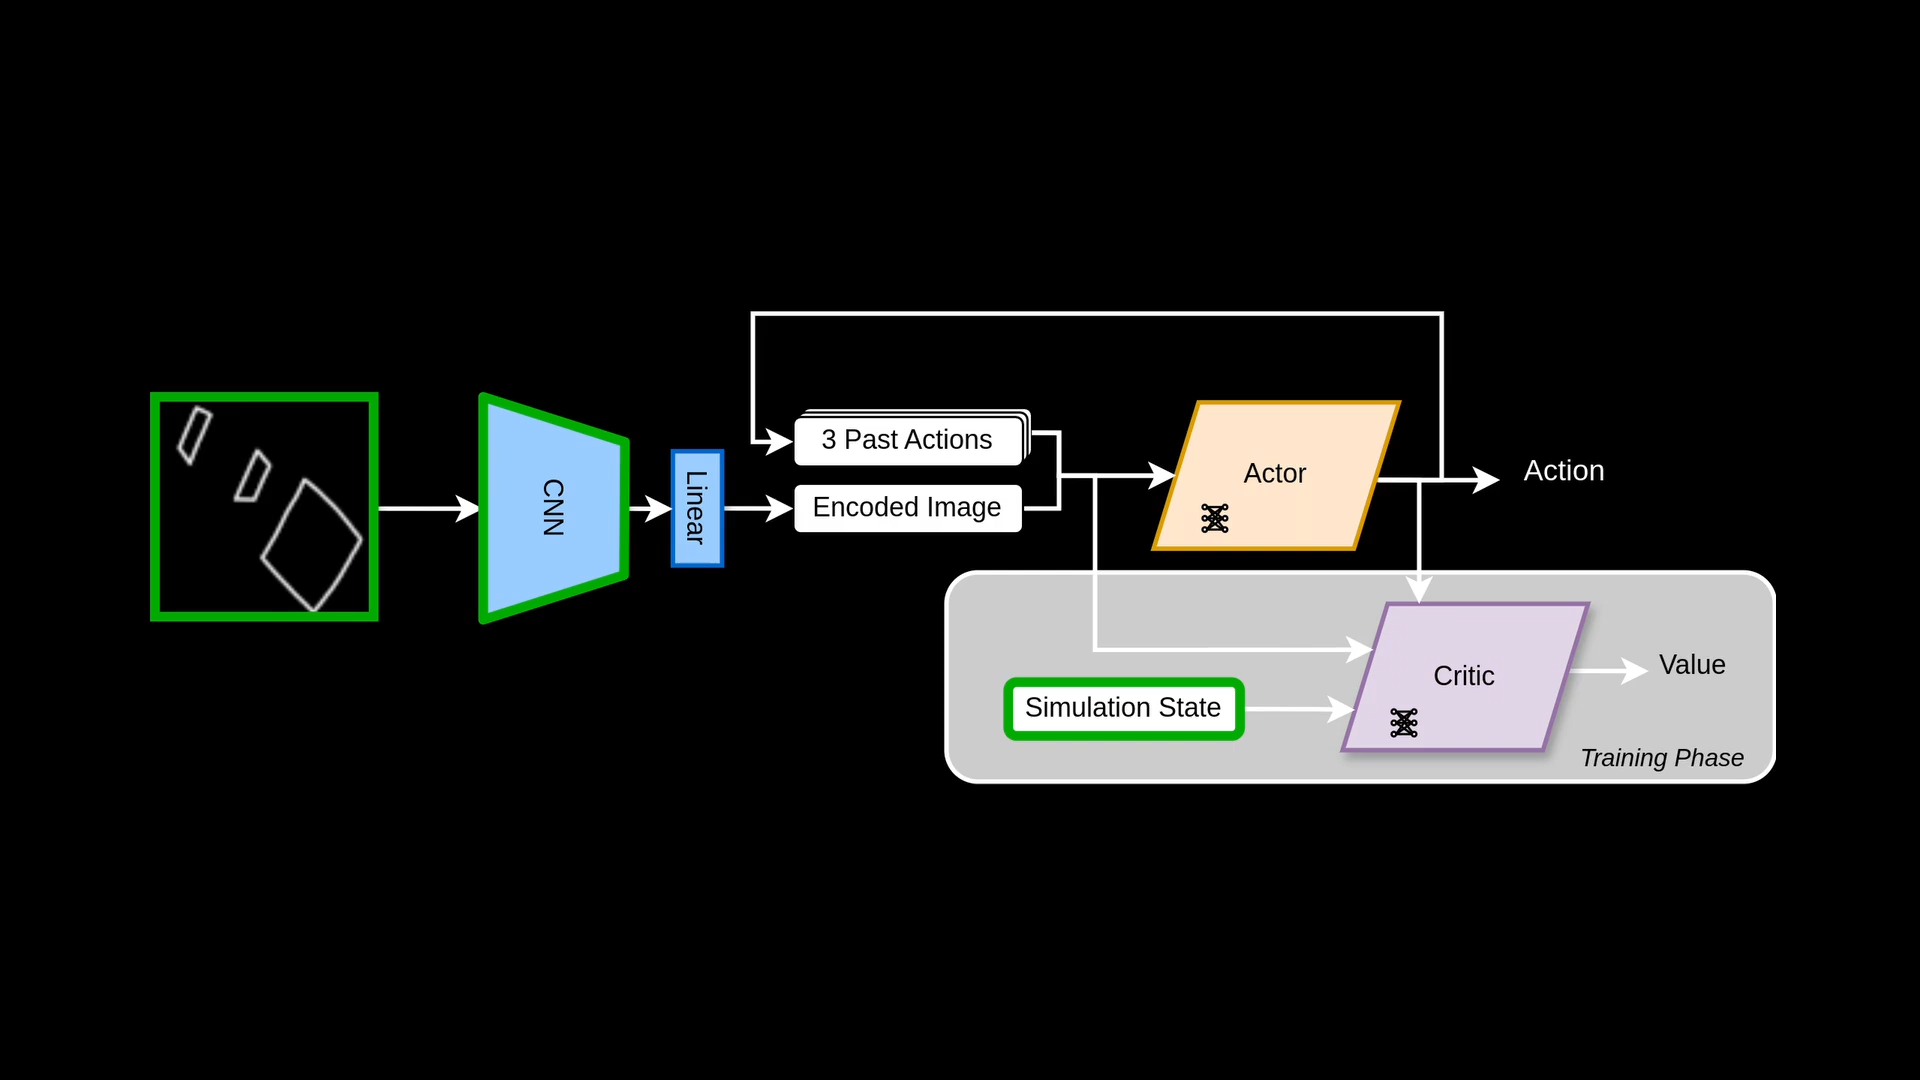 CNN
Linear
3 Past Actions
Encoded Image
Actor
Action
Simulation State
Critic
Value
Training Phase